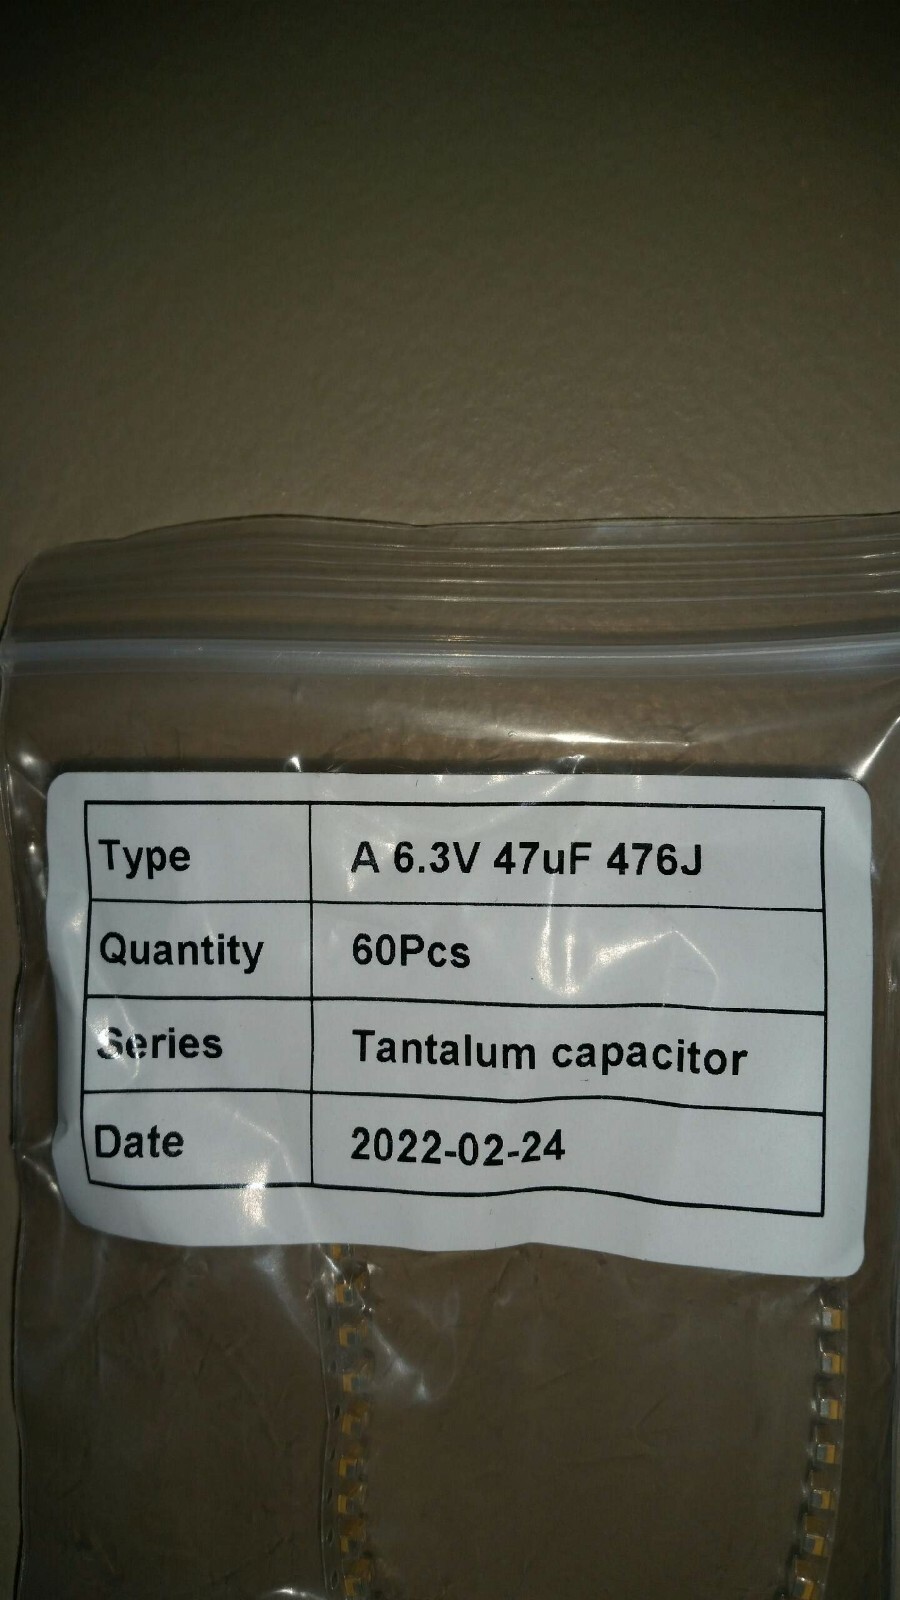 Type A 6.3V 47uF 476J
Quantity 60Pcs
Series Tantalum capacitor
Date 2022-02-24